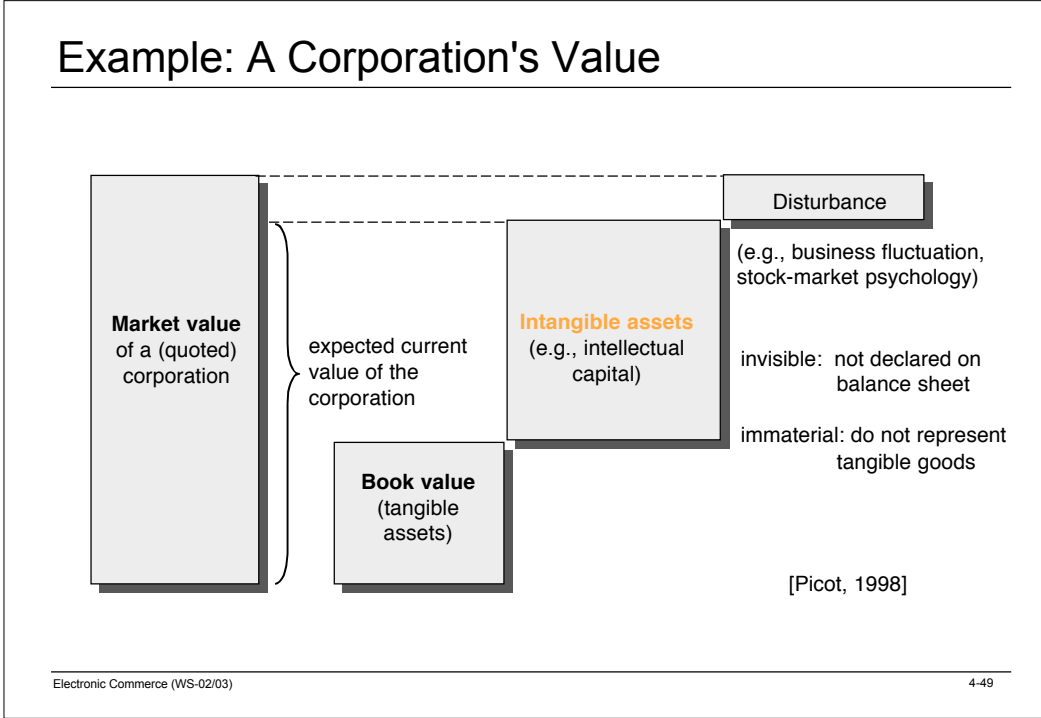 Example: A Corporation's Value
Market value
of a (quoted)
corporation
expected current
value of the
corporation
Book value
(tangible
assets)
Intangible assets
(e.g., intellectual
capital)
Disturbance
(e.g., business fluctuation,
stock-market psychology)
invisible: not declared on
balance sheet
immaterial: do not represent
tangible goods
[Picot, 1998]
Electronic Commerce (WS-02/03)
4-49